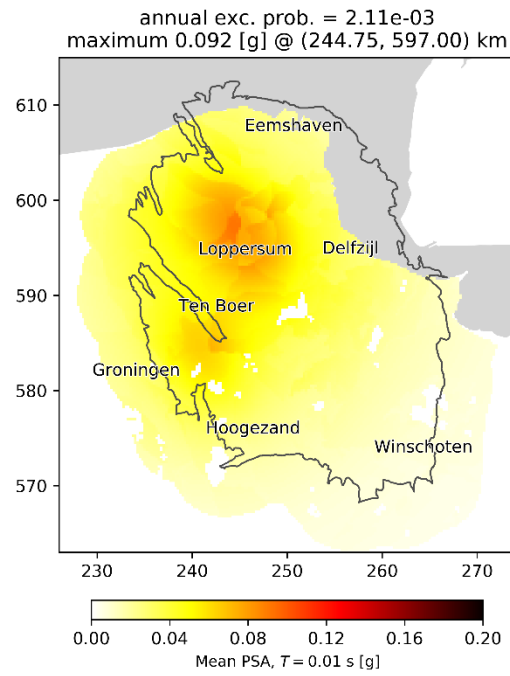 annual exc. prob. = 2.11e-03
maximum 0.092 [g] @ (244.75, 597.00) km
610
Eemshaven
600
Loppersum Delfzijl
590
Ten Boer
Groningen
580
Hoogezand
Winschoten
570
230 240 250 260 270
0.00 0.04 0.08 0.12 0.16 0.20
Mean PSA, T = 0.01 s [g]